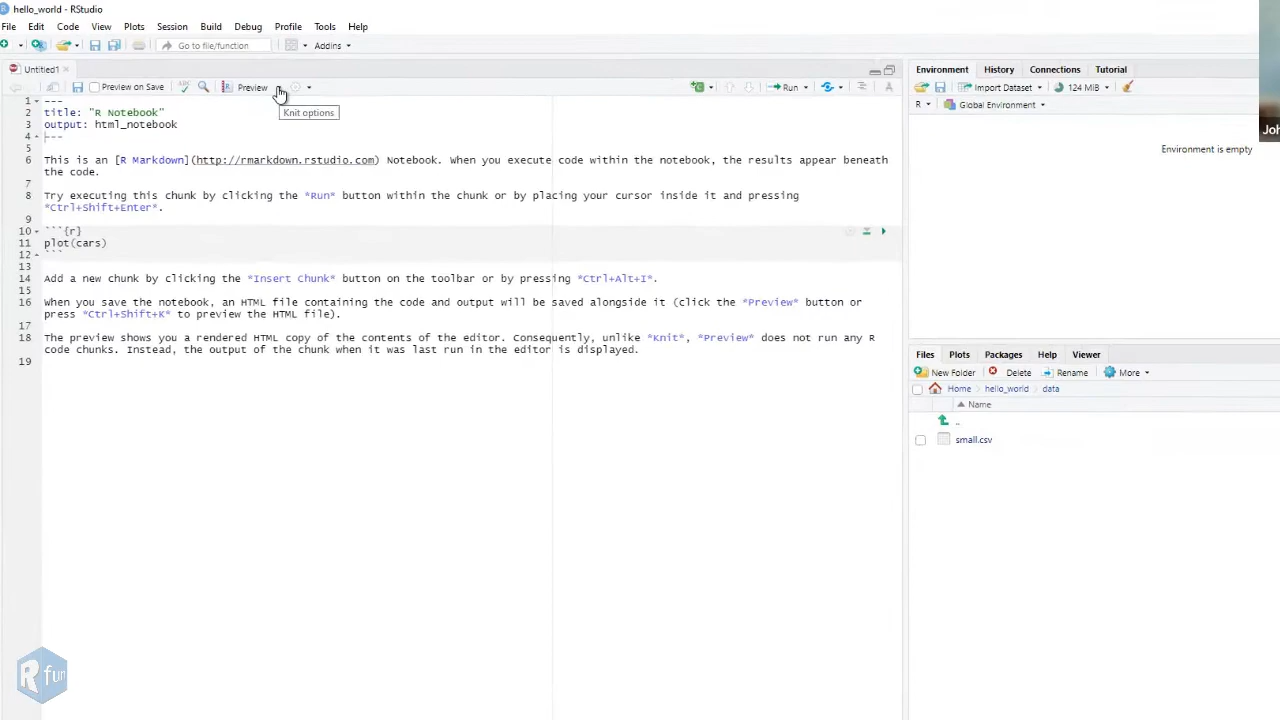 hello_world - RStudio
File Edit Code View Plots Session Build Debug Profile Tools Help
Go to file/function Addins
Untitled1
Preview on Save Preview Run
Knit options
1 ---
2 title: "R Notebook"
3 output: html_notebook
4 ---
5
6 This is an [R Markdown](http://rmarkdown.rstudio.com) Notebook. When you execute code within the notebook, the results appear beneath
the code.
7
8 Try executing this chunk by clicking the *Run* button within the chunk or by placing your cursor inside it and pressing
*Ctrl+Shift+Enter*.
9
10 ```{r}
11 plot(cars)
12 ```
13
14 Add a new chunk by clicking the *Insert Chunk* button on the toolbar or by pressing *Ctrl+Alt+I*.
15
16 When you save the notebook, an HTML file containing the code and output will be saved alongside it (click the *Preview* button or
press *Ctrl+Shift+K* to preview the HTML file).
17
18 The preview shows you a rendered HTML copy of the contents of the editor. Consequently, unlike *Knit*, *Preview* does not run any R
code chunks. Instead, the output of the chunk when it was last run in the editor is displayed.
19
R fun
Environment History Connections Tutorial
Import Dataset 124 MiB
R Global Environment
Environment is empty
Joh
Files Plots Packages Help Viewer
New Folder Delete Rename More
Home hello_world data
Name
..
small.csv